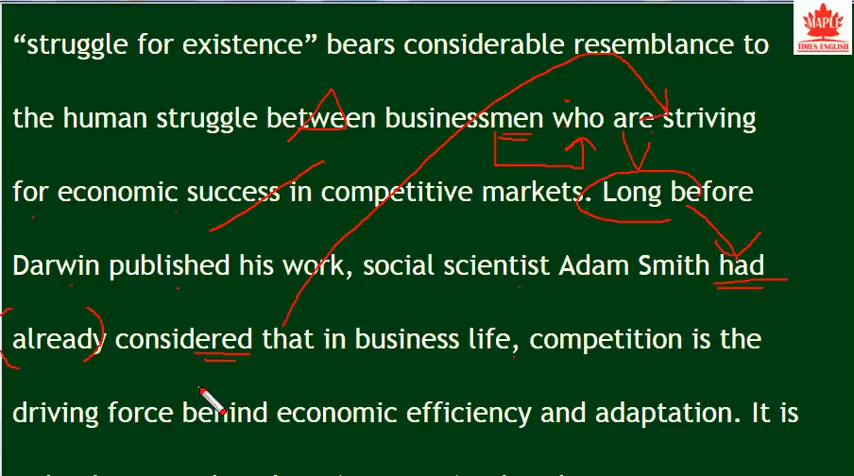 MAPLE
TIMES ENGLISH
“struggle for existence” bears considerable resemblance to
the human struggle between businessmen who are striving
for economic success in competitive markets. Long before
Darwin published his work, social scientist Adam Smith had
already considered that in business life, competition is the
driving force behind economic efficiency and adaptation. It is